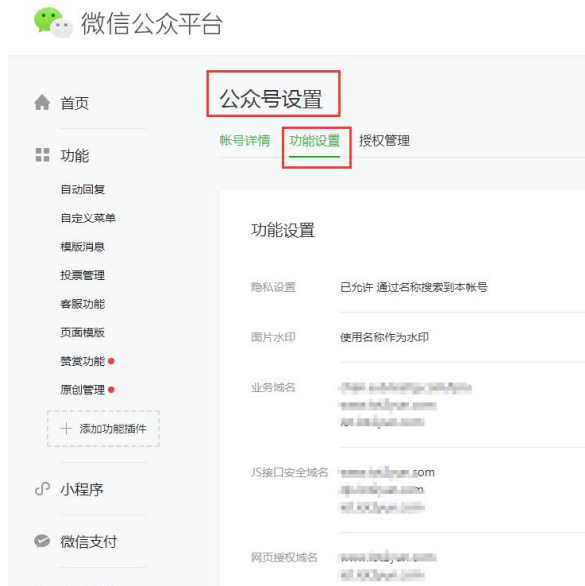 微信公众平台
首页
功能
自动回复
自定义菜单
模版消息
投票管理
客服功能
页面模版
赞赏功能
原创管理
添加功能插件
小程序
微信支付
公众号设置
帐号详情 功能设置 授权管理
功能设置
隐私设置 已允许 通过名称搜索到本帐号
图片水印 使用名称作为水印
业务域名
JS接口安全域名
网页授权域名